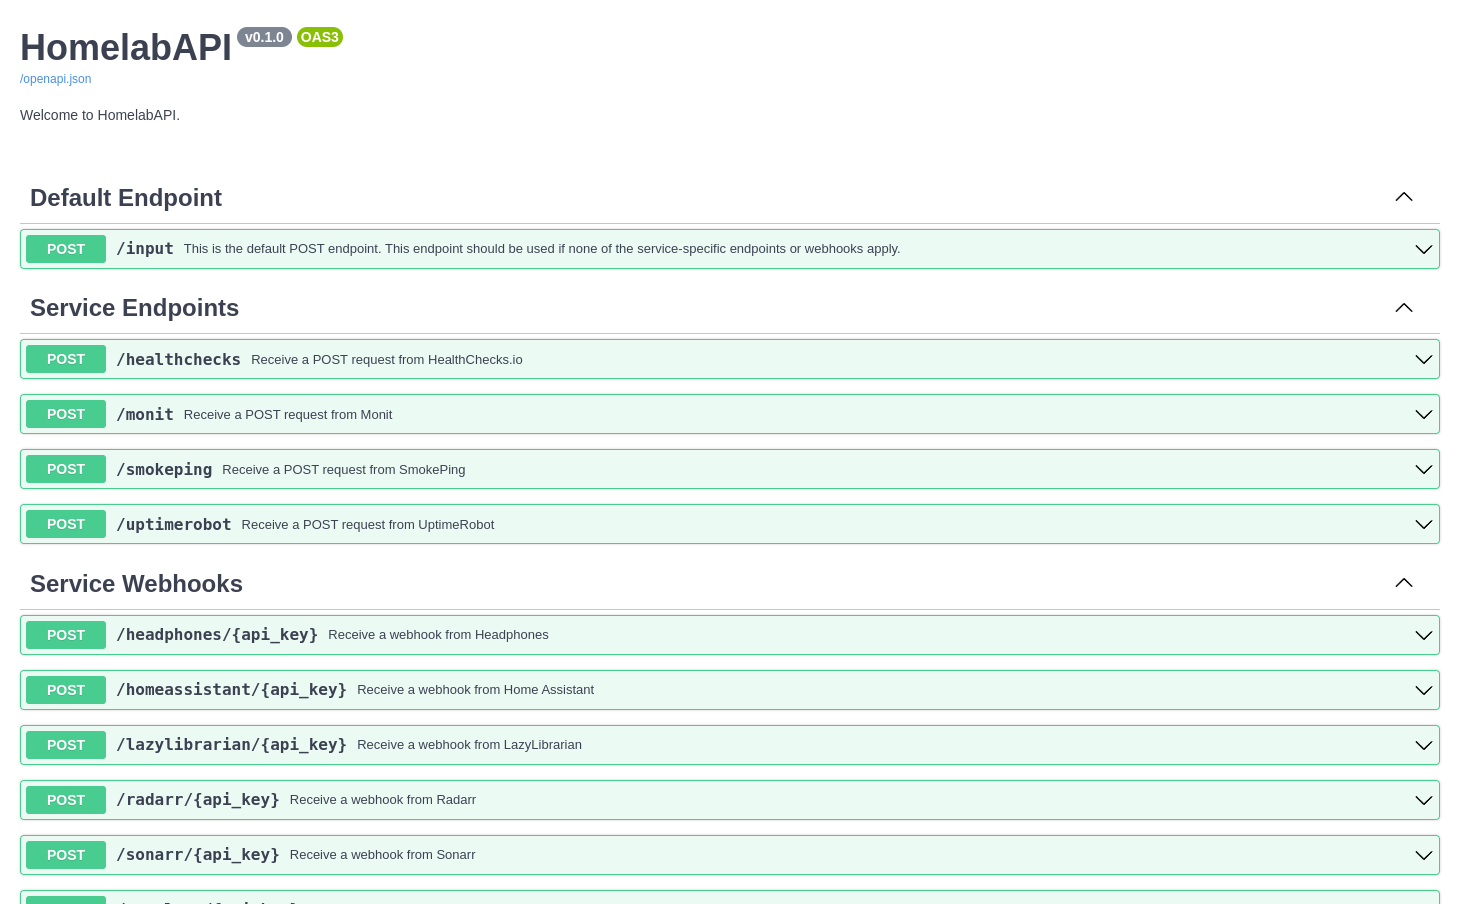 HomelabAPI v0.1.0 OAS3
/openapi.json
Welcome to HomelabAPI.
Default Endpoint
POST /input This is the default POST endpoint. This endpoint should be used if none of the service-specific endpoints or webhooks apply.
Service Endpoints
POST /healthchecks Receive a POST request from HealthChecks.io
POST /monit Receive a POST request from Monit
POST /smokeping Receive a POST request from SmokePing
POST /uptimerobot Receive a POST request from UptimeRobot
Service Webhooks
POST /headphones/{api_key} Receive a webhook from Headphones
POST /homeassistant/{api_key} Receive a webhook from Home Assistant
POST /lazylibrarian/{api_key} Receive a webhook from LazyLibrarian
POST /radarr/{api_key} Receive a webhook from Radarr
POST /sonarr/{api_key} Receive a webhook from Sonarr